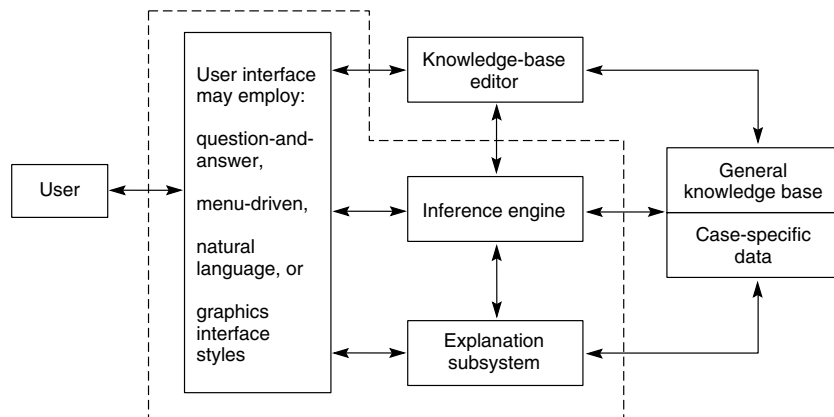 User
User interface
may employ:
question-and-
answer,
menu-driven,
natural
language, or
graphics
interface
styles
Knowledge-base
editor
Inference engine
Explanation
subsystem
General
knowledge base
Case-specific
data